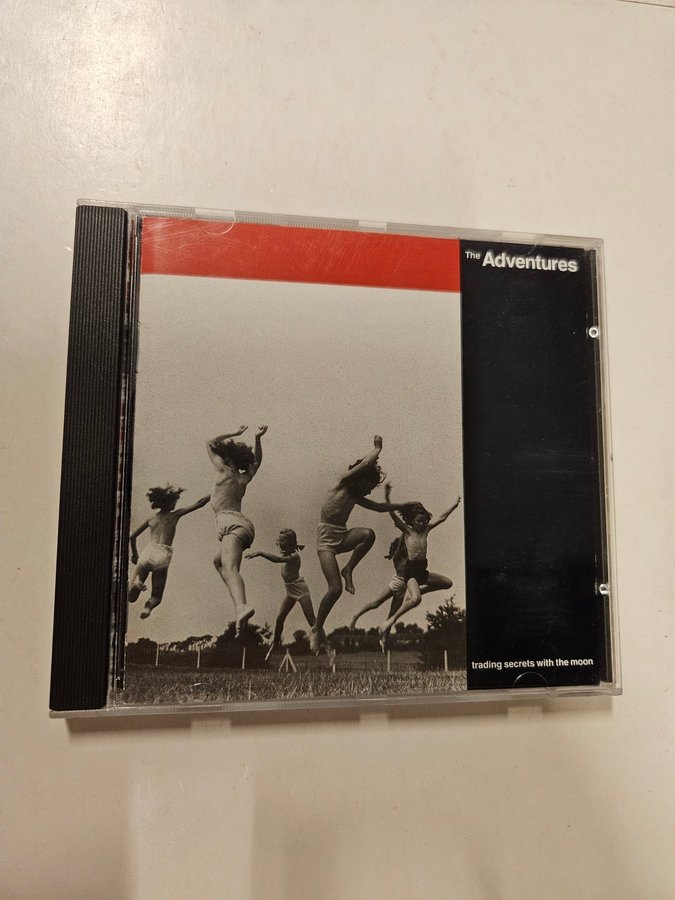 The Adventures
trading secrets with the moon